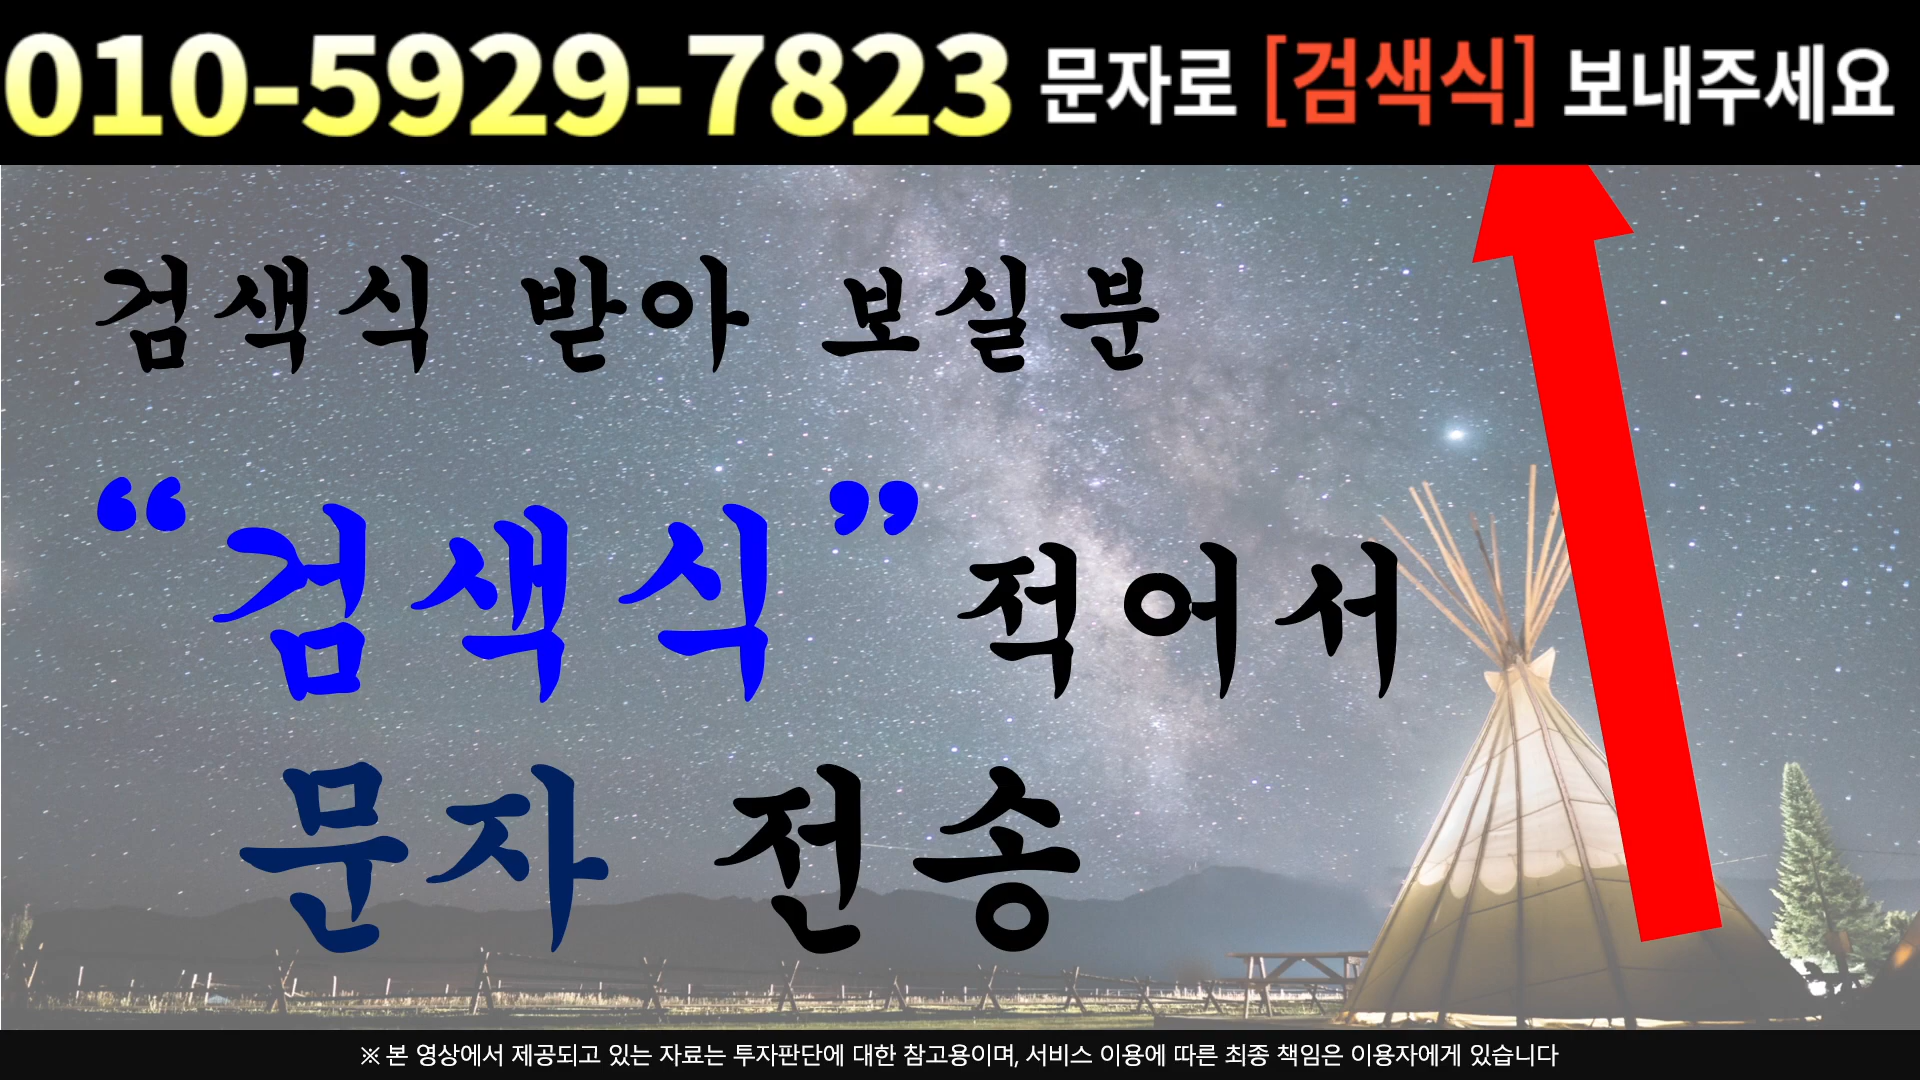 010-5929-7823 문자로 [검색식] 보내주세요
검색식 받아 보실분
“검색식” 적어서
문자 전송
※ 본 영상에서 제공되고 있는 자료는 투자판단에 대한 참고용이며, 서비스 이용에 따른 최종 책임은 이용자에게 있습니다